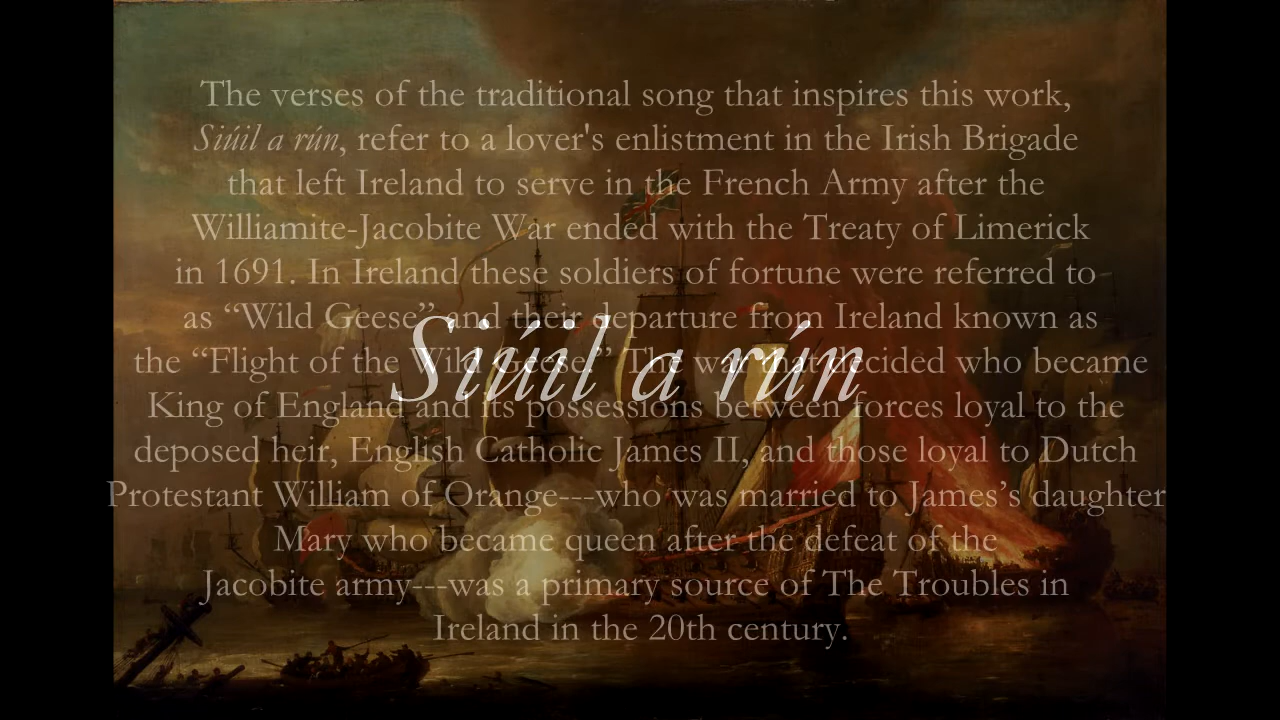 The verses of the traditional song that inspires this work,
Siúil a rún, refer to a lover's enlistment in the Irish Brigade
that left Ireland to serve in the French Army after the
Williamite-Jacobite War ended with the Treaty of Limerick
in 1691. In Ireland these soldiers of fortune were referred to
as “Wild Geese” and their departure from Ireland known as
the “Flight of the Wild Geese.” The war that decided who became
Siúil a rún
King of England and its possessions between forces loyal to the
deposed heir, English Catholic James II, and those loyal to Dutch
Protestant William of Orange---who was married to James’s daughter
Mary who became queen after the defeat of the
Jacobite army---was a primary source of The Troubles in
Ireland in the 20th century.